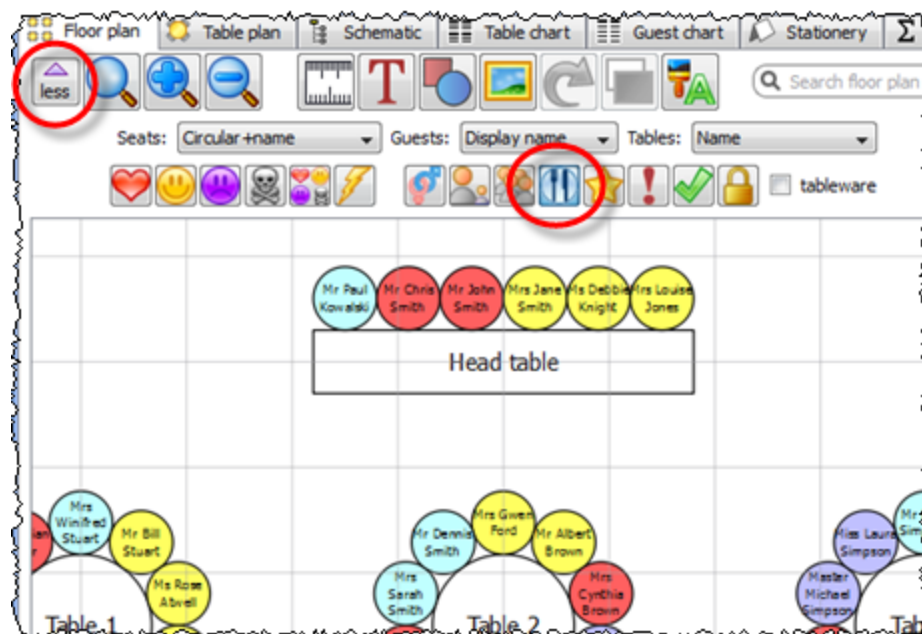 Floor plan
Table plan
Schematic
Table chart
Guest chart
Stationery
Σ
less
T
A
Search floor plan
Seats: Circular +name
Guests: Display name
Tables: Name
tableware
Mr Paul
Kowalski
Mr Chris
Smith
Mr John
Smith
Mrs Jane
Smith
Ms Debbie
Knight
Mrs Louise
Jones
Head table
Mrs
Winifred
Stuart
Mr Bill
Stuart
Ms Rose
Atwell
Table 1
Mrs Gwen
Ford
Mr Dennis
Smith
Mr Albert
Brown
Mrs
Sarah
Smith
Mrs
Cynthia
Brown
Table 2
Miss Laura
Simpson
Master
Michael
Simpson